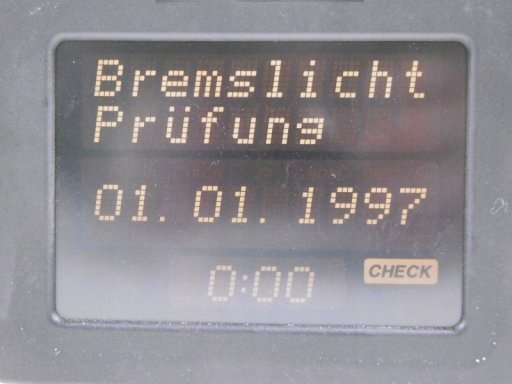 Bremslicht
Prüfung
01.01.1997
0:00 CHECK